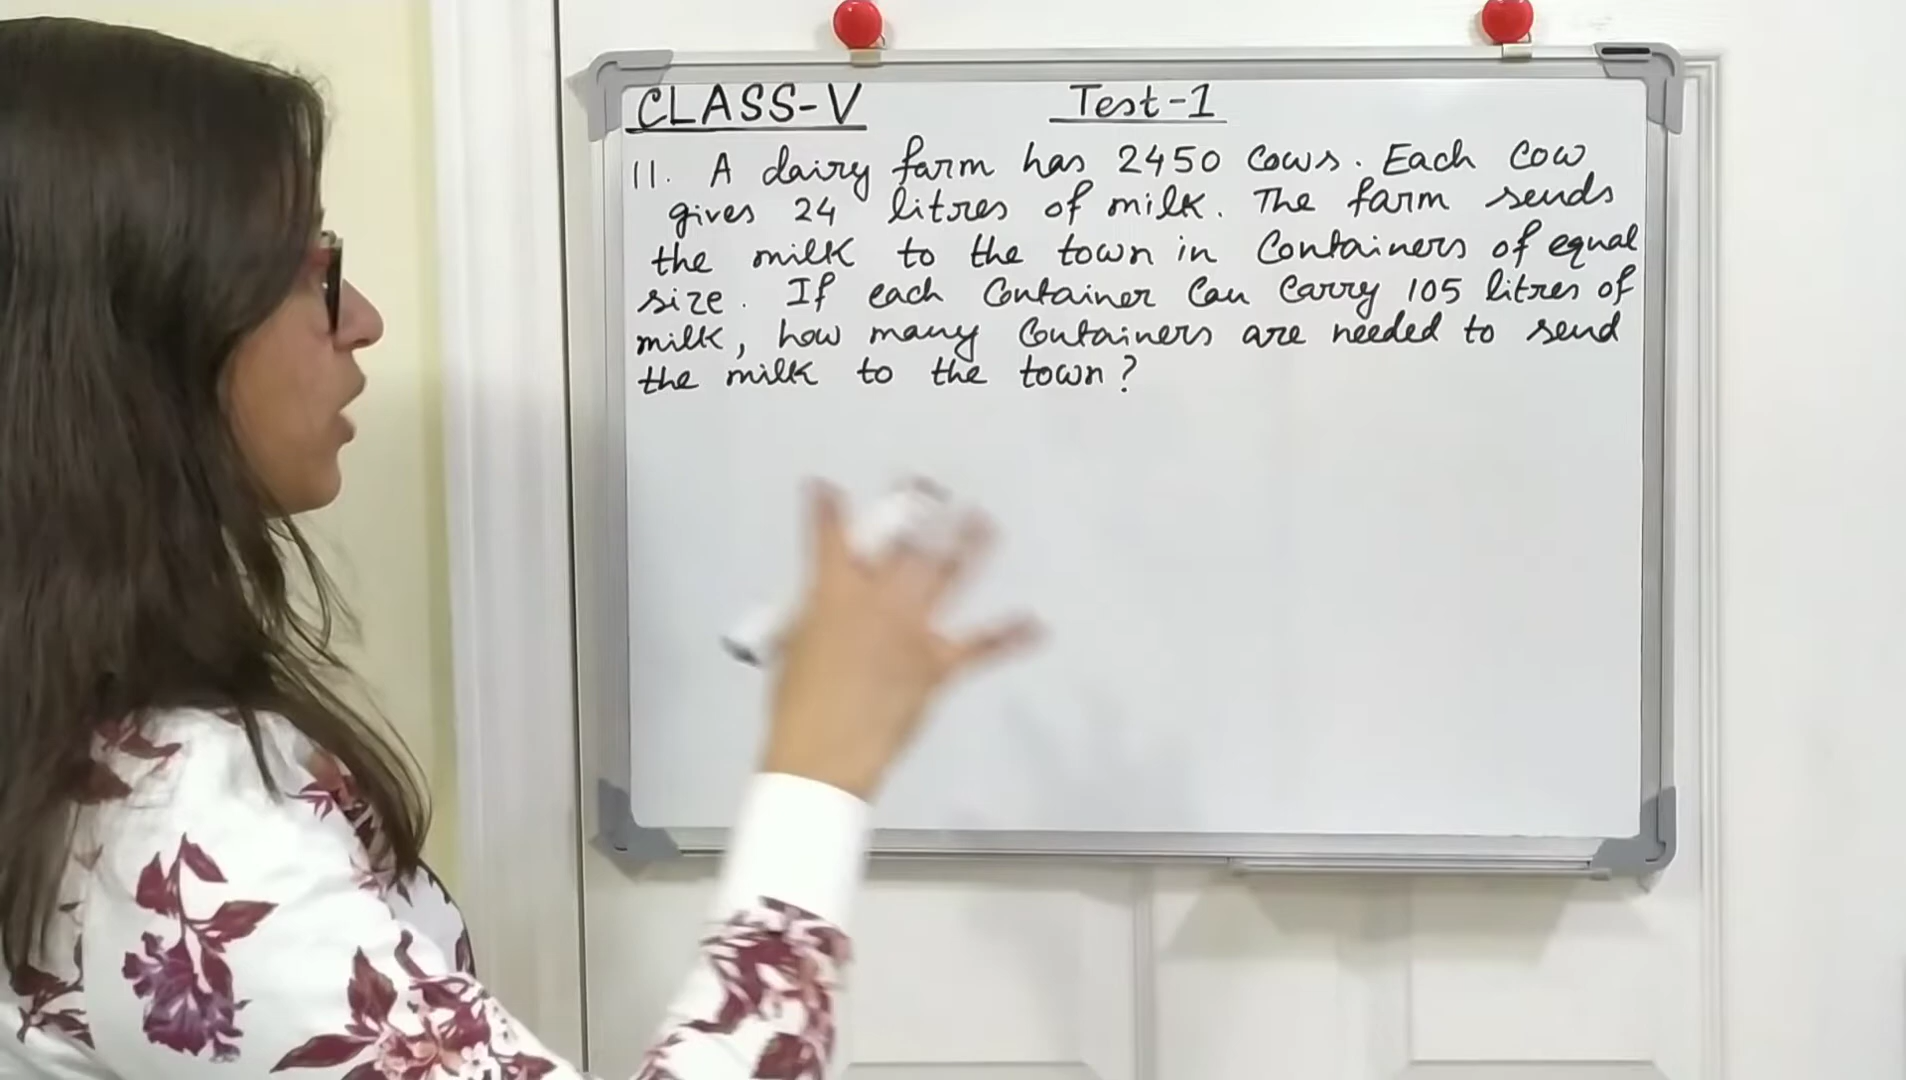 CLASS-V Test-1
11. A dairy farm has 2450 cows. Each cow
gives 24 litres of milk. The farm sends
the milk to the town in Containers of equal
size. If each Container Can Carry 105 litres of
milk, how many Containers are needed to send
the milk to the town?